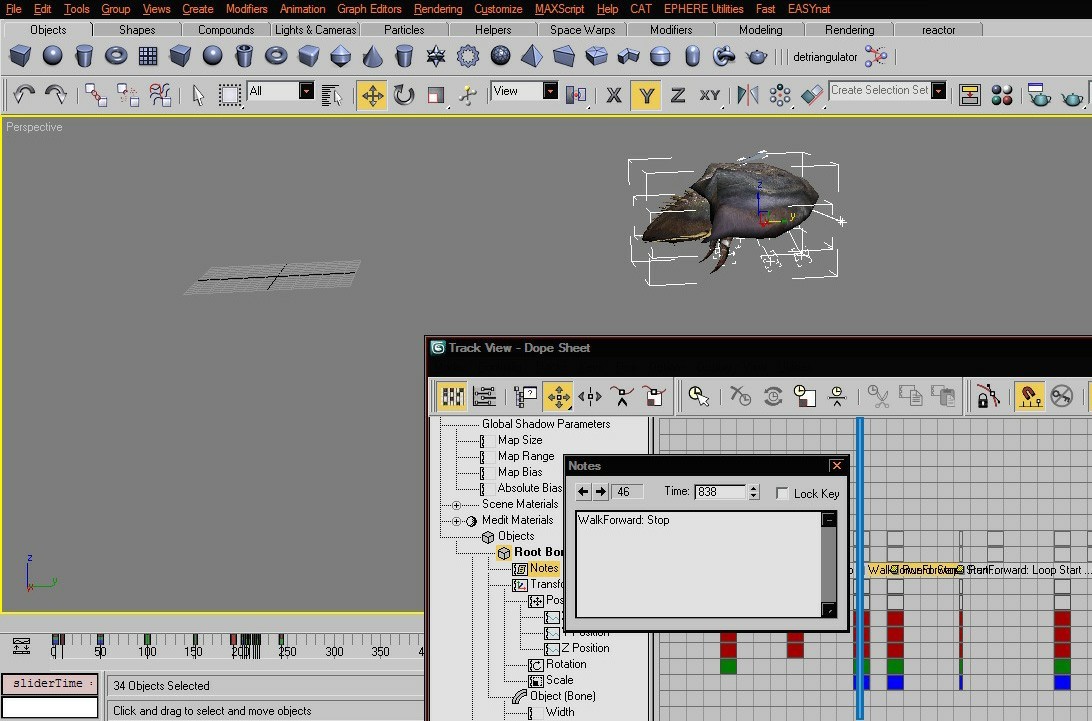 File Edit Tools Group Views Create Modifiers Animation Graph Editors Rendering Customize MAXScript Help CAT EPHERE Utilities Fast EASYnat
Objects Shapes Compounds Lights & Cameras Particles Helpers Space Warps Modifiers Modeling Rendering reactor
detriangulator
All View X Y Z XY Create Selection Set
Perspective
z
y
z
y
x
Track View - Dope Sheet
Global Shadow Parameters
Map Size
Map Range
Map Bias
Absolute Bias
Scene Materials
Medit Materials
Objects
Root Bo
Notes
Transfo
Pos
Y Position
Z Position
Rotation
Scale
Object (Bone)
Width
Notes
46 Time: 838 Lock Key
WalkForward: Stop
Forward: Loop Start ...
0 50 100 150 200 250 300 350 4
sliderTime : 34 Objects Selected
Click and drag to select and move objects